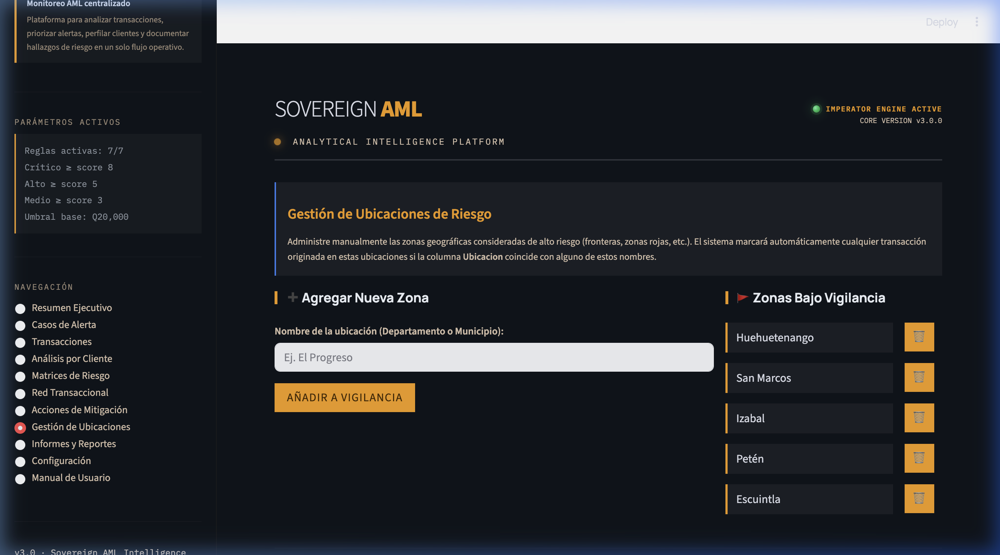 Monitoreo AML centralizado
Plataforma para analizar transacciones,
priorizar alertas, perfilar clientes y documentar
hallazgos de riesgo en un solo flujo operativo.
PARÁMETROS ACTIVOS
Reglas activas: 7/7
Crítico ≥ score 8
Alto ≥ score 5
Medio ≥ score 3
Umbral base: Q20,000
NAVEGACIÓN
Resumen Ejecutivo
Casos de Alerta
Transacciones
Análisis por Cliente
Matrices de Riesgo
Red Transaccional
Acciones de Mitigación
Gestión de Ubicaciones
Informes y Reportes
Configuración
Manual de Usuario
v3.0 · Sovereign AML Intelligence
Deploy
SOVEREIGN AML
IMPERATOR ENGINE ACTIVE
CORE VERSION v3.0.0
ANALYTICAL INTELLIGENCE PLATFORM
Gestión de Ubicaciones de Riesgo
Administre manualmente las zonas geográficas consideradas de alto riesgo (fronteras, zonas rojas, etc.). El sistema marcará automáticamente cualquier transacción
originada en estas ubicaciones si la columna Ubicacion coincide con alguno de estos nombres.
Agregar Nueva Zona
Nombre de la ubicación (Departamento o Municipio):
Ej. El Progreso
AÑADIR A VIGILANCIA
Zonas Bajo Vigilancia
Huehuetenango
San Marcos
Izabal
Petén
Escuintla